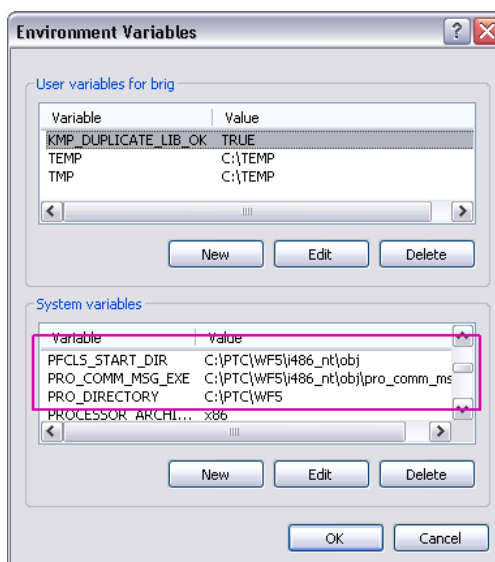 Environment Variables
User variables for brig
Variable Value
KMP_DUPLICATE_LIB_OK TRUE
TEMP C:\TEMP
TMP C:\TEMP
New Edit Delete
System variables
Variable Value
PFCLS_START_DIR C:\PTC\WF5\i486_nt\obj
PRO_COMM_MSG_EXE C:\PTC\WF5\i486_nt\obj\pro_comm_ms
PRO_DIRECTORY C:\PTC\WF5
PROCESSOR_ARCHI... x86
New Edit Delete
OK Cancel